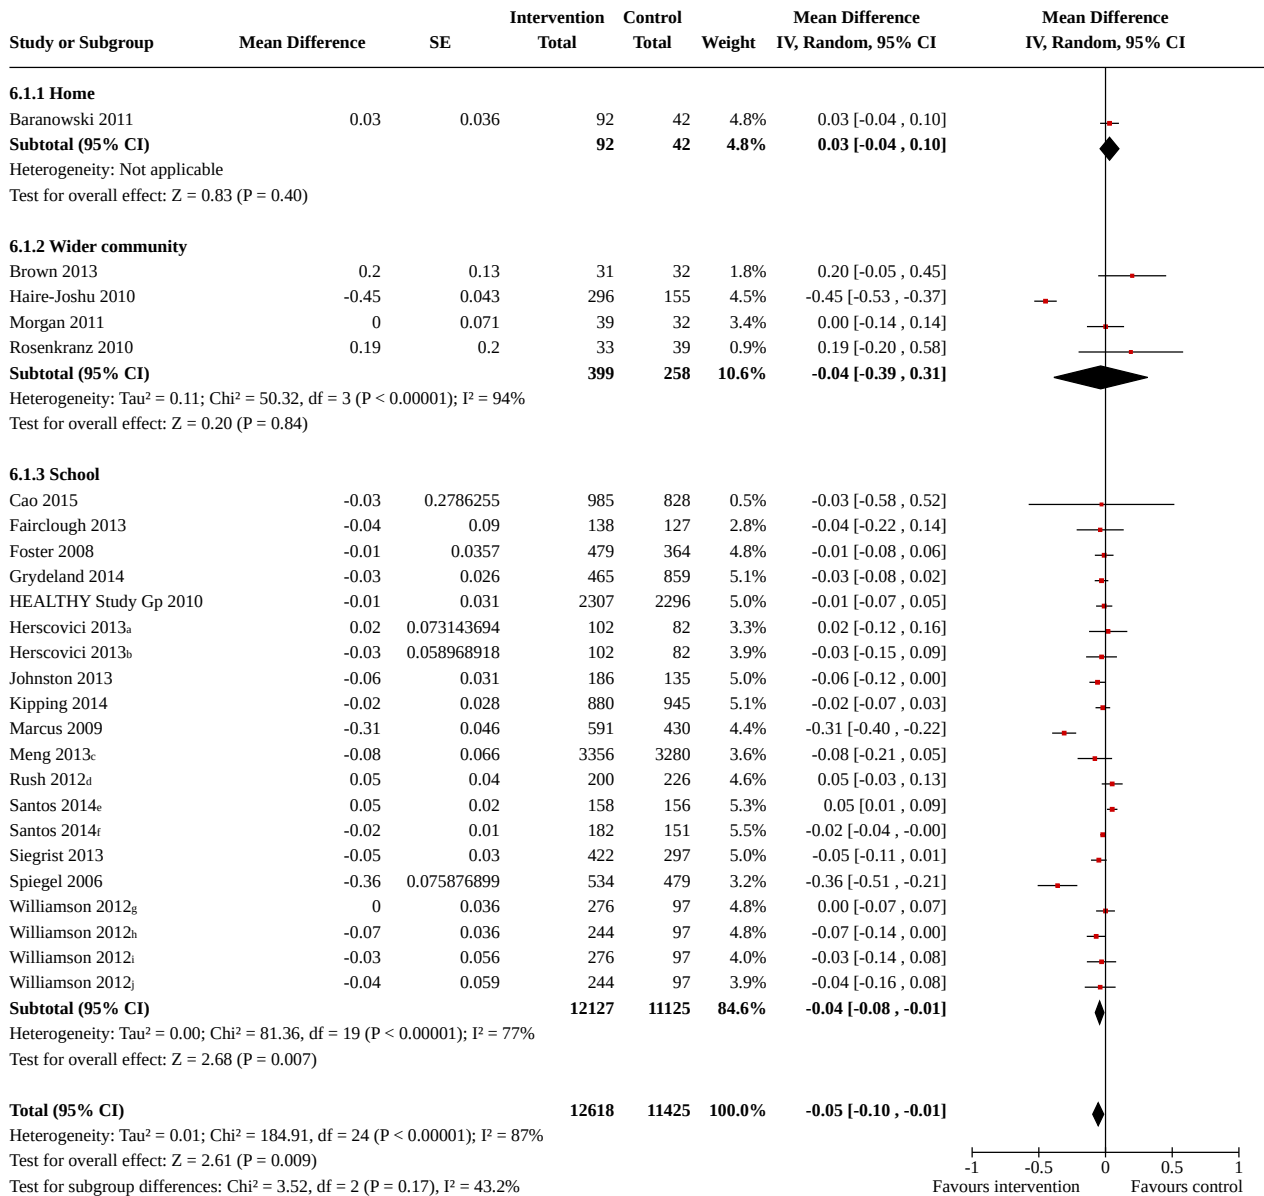 Intervention Control Mean Difference Mean Difference
Study or Subgroup Mean Difference SE Total Total Weight IV, Random, 95% CI IV, Random, 95% CI
6.1.1 Home
Baranowski 2011 0.03 0.036 92 42 4.8% 0.03 [-0.04 , 0.10]
Subtotal (95% CI) 92 42 4.8% 0.03 [-0.04 , 0.10]
Heterogeneity: Not applicable
Test for overall effect: Z = 0.83 (P = 0.40)
6.1.2 Wider community
Brown 2013 0.2 0.13 31 32 1.8% 0.20 [-0.05 , 0.45]
Haire-Joshu 2010 -0.45 0.043 296 155 4.5% -0.45 [-0.53 , -0.37]
Morgan 2011 0 0.071 39 32 3.4% 0.00 [-0.14 , 0.14]
Rosenkranz 2010 0.19 0.2 33 39 0.9% 0.19 [-0.20 , 0.58]
Subtotal (95% CI) 399 258 10.6% -0.04 [-0.39 , 0.31]
Heterogeneity: Tau² = 0.11; Chi² = 50.32, df = 3 (P < 0.00001); I² = 94%
Test for overall effect: Z = 0.20 (P = 0.84)
6.1.3 School
Cao 2015 -0.03 0.2786255 985 828 0.5% -0.03 [-0.58 , 0.52]
Fairclough 2013 -0.04 0.09 138 127 2.8% -0.04 [-0.22 , 0.14]
Foster 2008 -0.01 0.0357 479 364 4.8% -0.01 [-0.08 , 0.06]
Grydeland 2014 -0.03 0.026 465 859 5.1% -0.03 [-0.08 , 0.02]
HEALTHY Study Gp 2010 -0.01 0.031 2307 2296 5.0% -0.01 [-0.07 , 0.05]
Herscovici 2013a 0.02 0.073143694 102 82 3.3% 0.02 [-0.12 , 0.16]
Herscovici 2013b -0.03 0.058968918 102 82 3.9% -0.03 [-0.15 , 0.09]
Johnston 2013 -0.06 0.031 186 135 5.0% -0.06 [-0.12 , 0.00]
Kipping 2014 -0.02 0.028 880 945 5.1% -0.02 [-0.07 , 0.03]
Marcus 2009 -0.31 0.046 591 430 4.4% -0.31 [-0.40 , -0.22]
Meng 2013c -0.08 0.066 3356 3280 3.6% -0.08 [-0.21 , 0.05]
Rush 2012d 0.05 0.04 200 226 4.6% 0.05 [-0.03 , 0.13]
Santos 2014e 0.05 0.02 158 156 5.3% 0.05 [0.01 , 0.09]
Santos 2014f -0.02 0.01 182 151 5.5% -0.02 [-0.04 , -0.00]
Siegrist 2013 -0.05 0.03 422 297 5.0% -0.05 [-0.11 , 0.01]
Spiegel 2006 -0.36 0.075876899 534 479 3.2% -0.36 [-0.51 , -0.21]
Williamson 2012g 0 0.036 276 97 4.8% 0.00 [-0.07 , 0.07]
Williamson 2012h -0.07 0.036 244 97 4.8% -0.07 [-0.14 , 0.00]
Williamson 2012i -0.03 0.056 276 97 4.0% -0.03 [-0.14 , 0.08]
Williamson 2012j -0.04 0.059 244 97 3.9% -0.04 [-0.16 , 0.08]
Subtotal (95% CI) 12127 11125 84.6% -0.04 [-0.08 , -0.01]
Heterogeneity: Tau² = 0.00; Chi² = 81.36, df = 19 (P < 0.00001); I² = 77%
Test for overall effect: Z = 2.68 (P = 0.007)
Total (95% CI) 12618 11425 100.0% -0.05 [-0.10 , -0.01]
Heterogeneity: Tau² = 0.01; Chi² = 184.91, df = 24 (P < 0.00001); I² = 87%
Test for overall effect: Z = 2.61 (P = 0.009) -1 -0.5 0 0.5 1
Test for subgroup differences: Chi² = 3.52, df = 2 (P = 0.17), I² = 43.2% Favours intervention Favours control